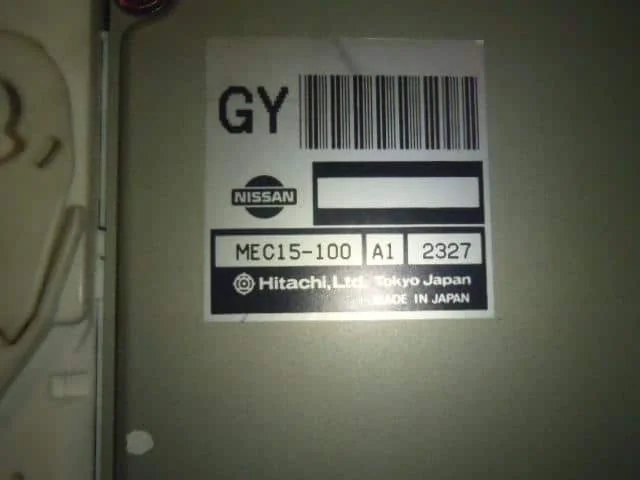 GY
NISSAN
MEC15-100 A1 2327
Hitachi, Ltd. Tokyo Japan
MADE IN JAPAN